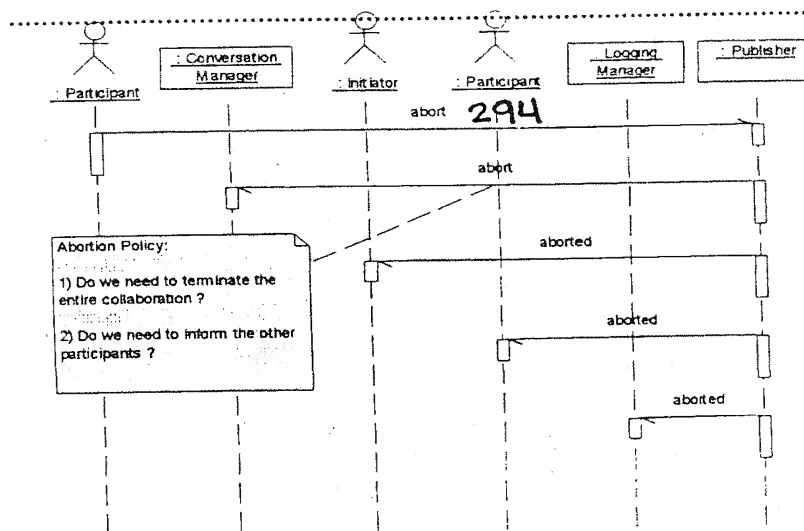 : Participant
: Conversation
Manager
: Initiator
: Participant
: Logging
Manager
: Publisher
abort
294
abort
Abortion Policy:
1) Do we need to terminate the
entire collaboration ?
2) Do we need to inform the other
participants ?
aborted
aborted
aborted